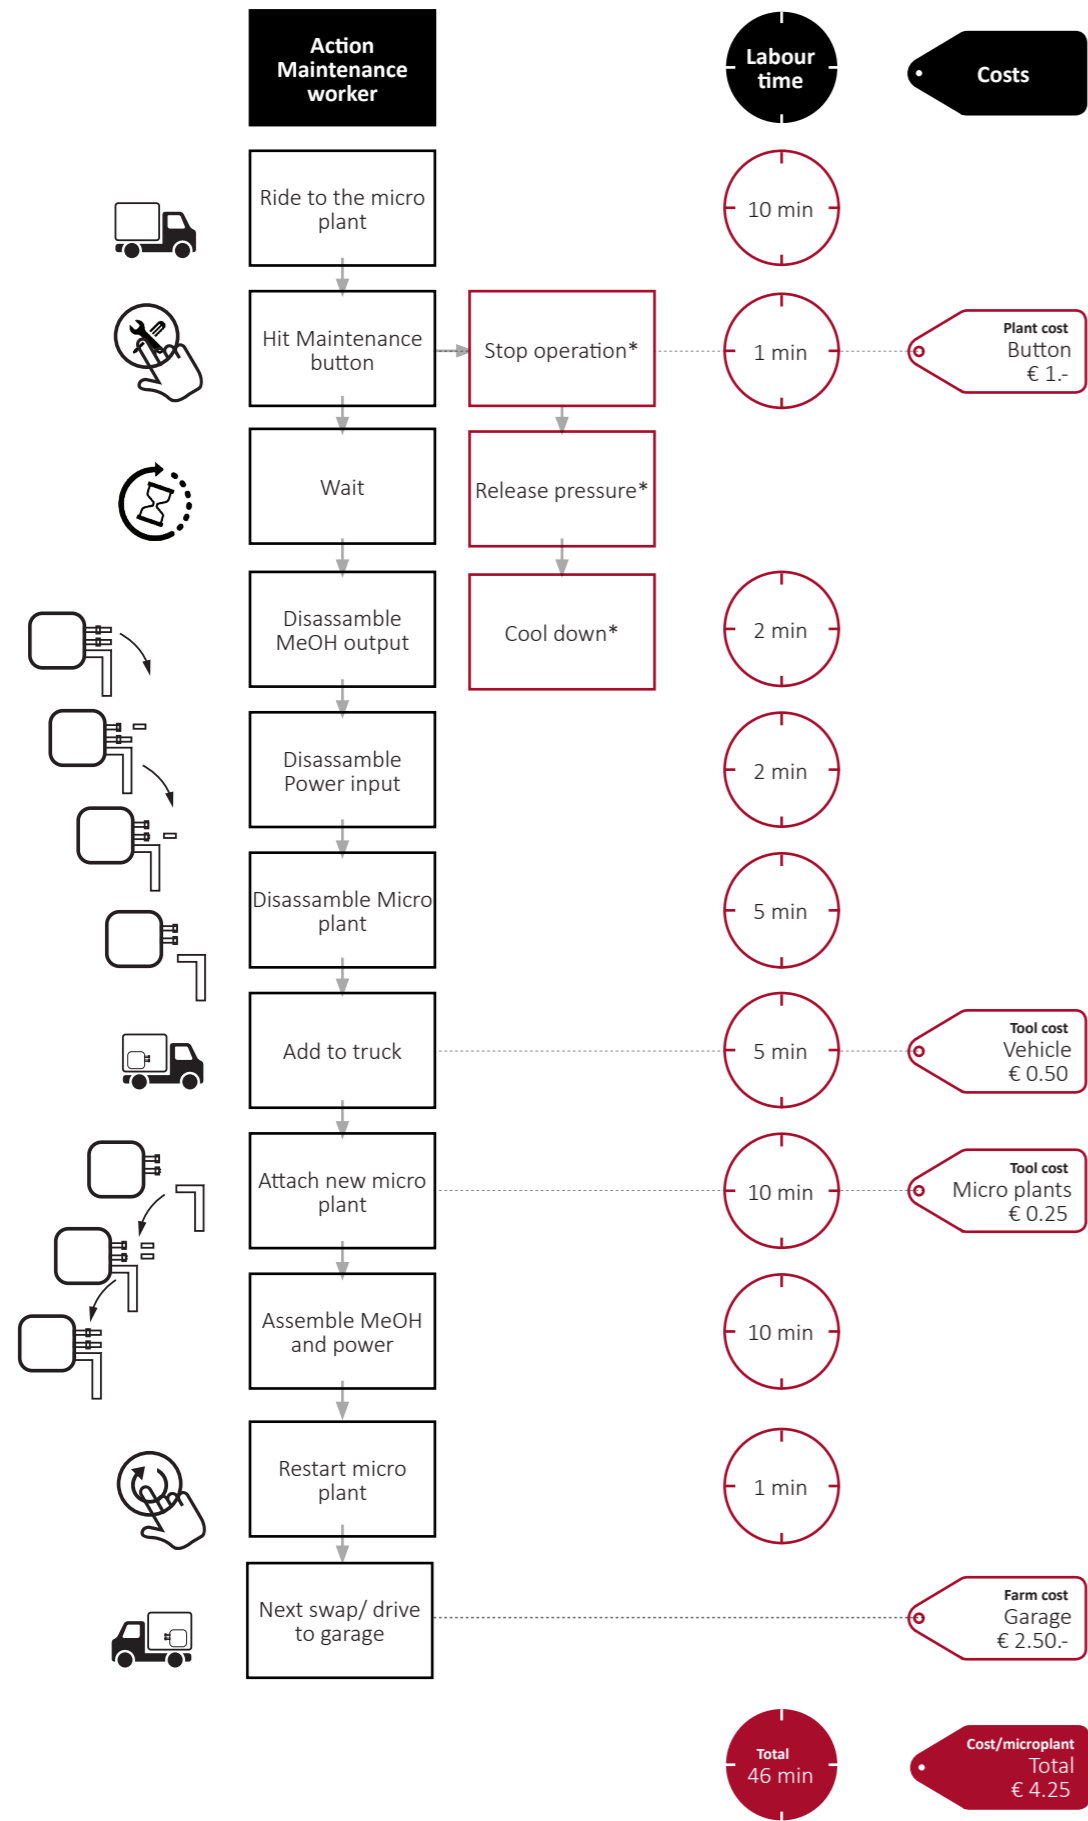 Action
Maintenance
worker
Labour
time
Costs
Ride to the micro
plant
10 min
Hit Maintenance
button
Stop operation*
1 min
Plant cost
Button
€ 1.-
Wait
Release pressure*
Disassamble
MeOH output
Cool down*
2 min
Disassamble
Power input
2 min
Disassamble Micro
plant
5 min
Add to truck
5 min
Tool cost
Vehicle
€ 0.50
Attach new micro
plant
10 min
Tool cost
Micro plants
€ 0.25
Assemble MeOH
and power
10 min
Restart micro
plant
1 min
Next swap/ drive
to garage
Farm cost
Garage
€ 2.50.-
Total
46 min
Cost/microplant
Total
€ 4.25